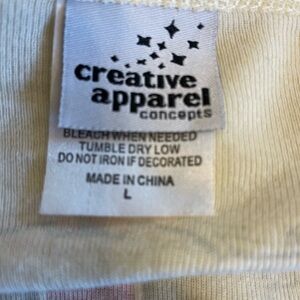 creative
apparel
concepts
BLEACH WHEN NEEDED
TUMBLE DRY LOW
DO NOT IRON IF DECORATED
MADE IN CHINA
L